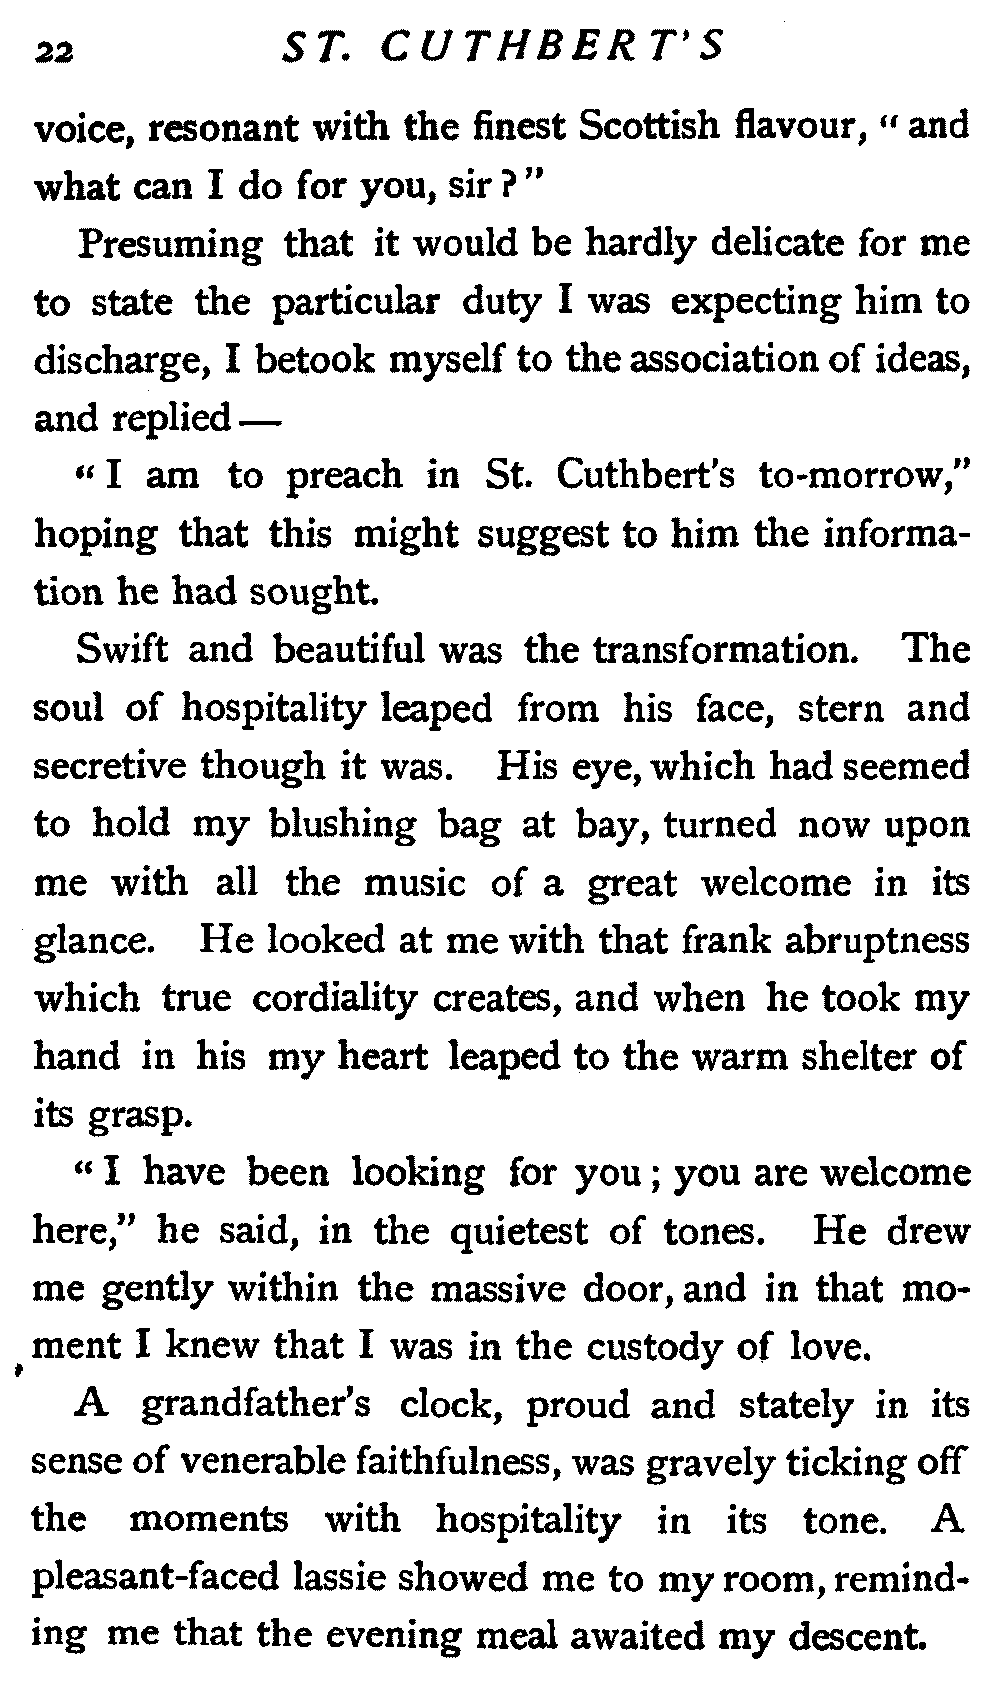 22 ST. CUTHBERT'S
voice, resonant with the finest Scottish flavour, “ and
what can I do for you, sir ? ”
Presuming that it would be hardly delicate for me
to state the particular duty I was expecting him to
discharge, I betook myself to the association of ideas,
and replied —
“ I am to preach in St. Cuthbert's to-morrow,”
hoping that this might suggest to him the informa-
tion he had sought.
Swift and beautiful was the transformation. The
soul of hospitality leaped from his face, stern and
secretive though it was. His eye, which had seemed
to hold my blushing bag at bay, turned now upon
me with all the music of a great welcome in its
glance. He looked at me with that frank abruptness
which true cordiality creates, and when he took my
hand in his my heart leaped to the warm shelter of
its grasp.
“ I have been looking for you ; you are welcome
here,” he said, in the quietest of tones. He drew
me gently within the massive door, and in that mo-
ment I knew that I was in the custody of love.
A grandfather's clock, proud and stately in its
sense of venerable faithfulness, was gravely ticking off
the moments with hospitality in its tone. A
pleasant-faced lassie showed me to my room, remind-
ing me that the evening meal awaited my descent.